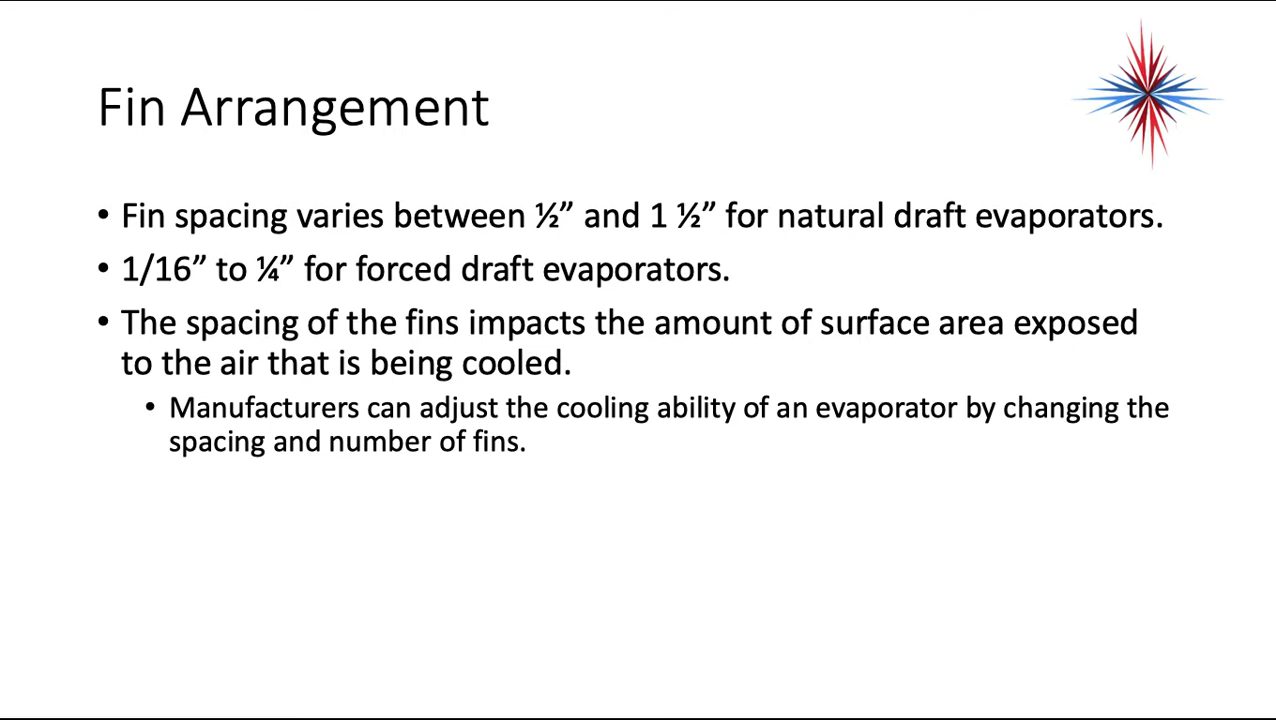 Fin Arrangement
• Fin spacing varies between ½” and 1 ½” for natural draft evaporators.
• 1/16” to ¼” for forced draft evaporators.
• The spacing of the fins impacts the amount of surface area exposed
to the air that is being cooled.
• Manufacturers can adjust the cooling ability of an evaporator by changing the
spacing and number of fins.